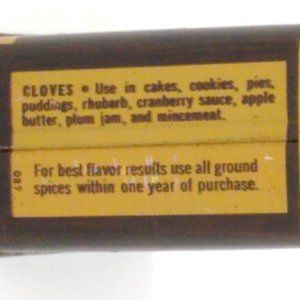 CLOVES • Use in cakes, cookies, pies,
puddings, rhubarb, cranberry sauce, apple
butter, plum jam, and mincemeat.
For best flavor results use all ground
spices within one year of purchase.
087